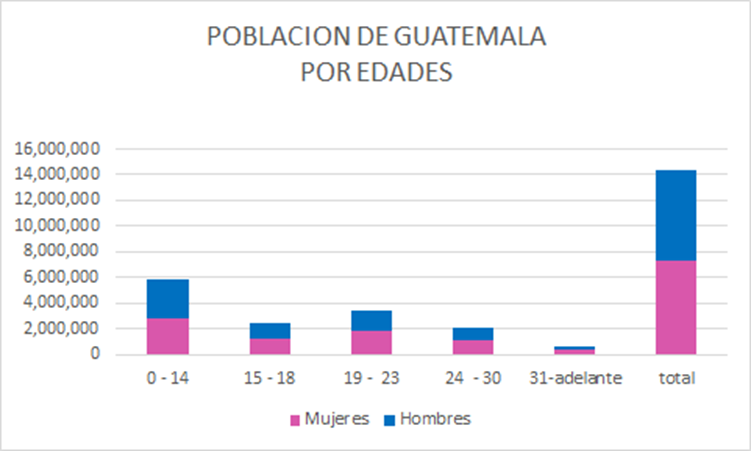 POBLACION DE GUATEMALA
POR EDADES
16,000,000
14,000,000
12,000,000
10,000,000
8,000,000
6,000,000
4,000,000
2,000,000
0
0 - 14 15 - 18 19 - 23 24 - 30 31-adelante total
Mujeres Hombres